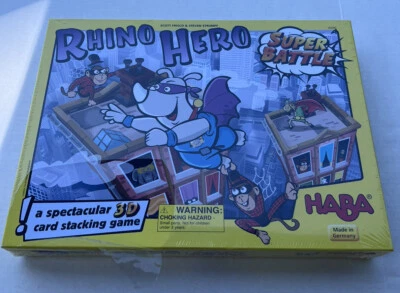 RHINO HERO
SUPER
BATTLE
! a spectacular 3D
card stacking game
WARNING:
CHOKING HAZARD
HABA
Made in
Germany